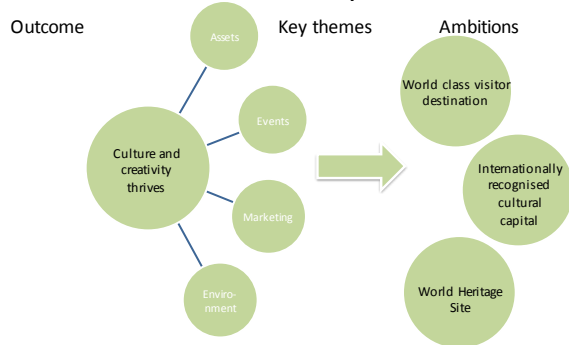 Outcome
Key themes
Ambitions
Assets
Events
Marketing
Enviro-
nment
Culture and
creativity
thrives
World class visitor
destination
Internationally
recognised
cultural
capital
World Heritage
Site